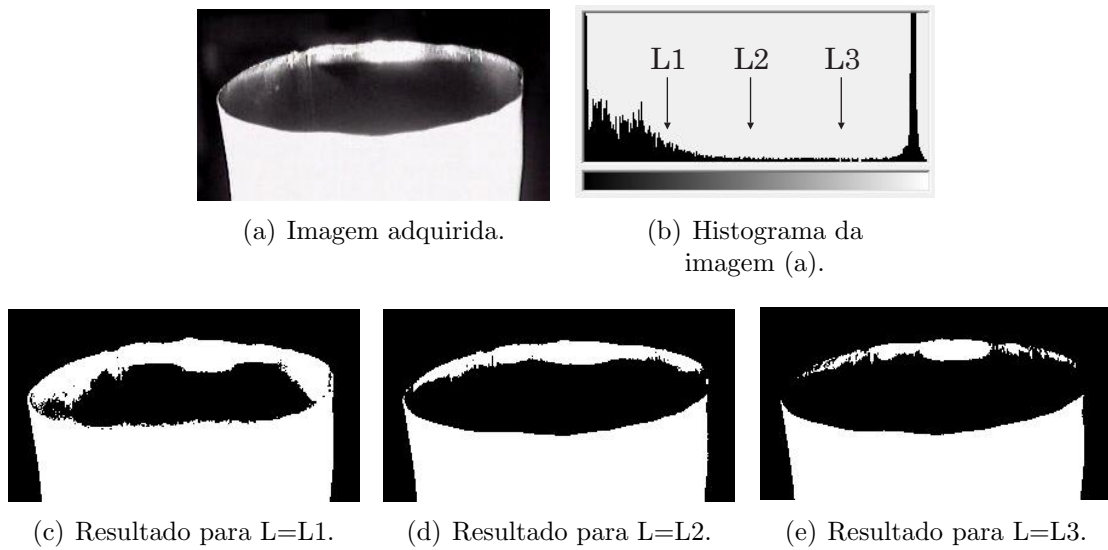 L1 L2 L3
(a) Imagem adquirida.
(b) Histograma da
imagem (a).
(c) Resultado para L=L1.
(d) Resultado para L=L2.
(e) Resultado para L=L3.